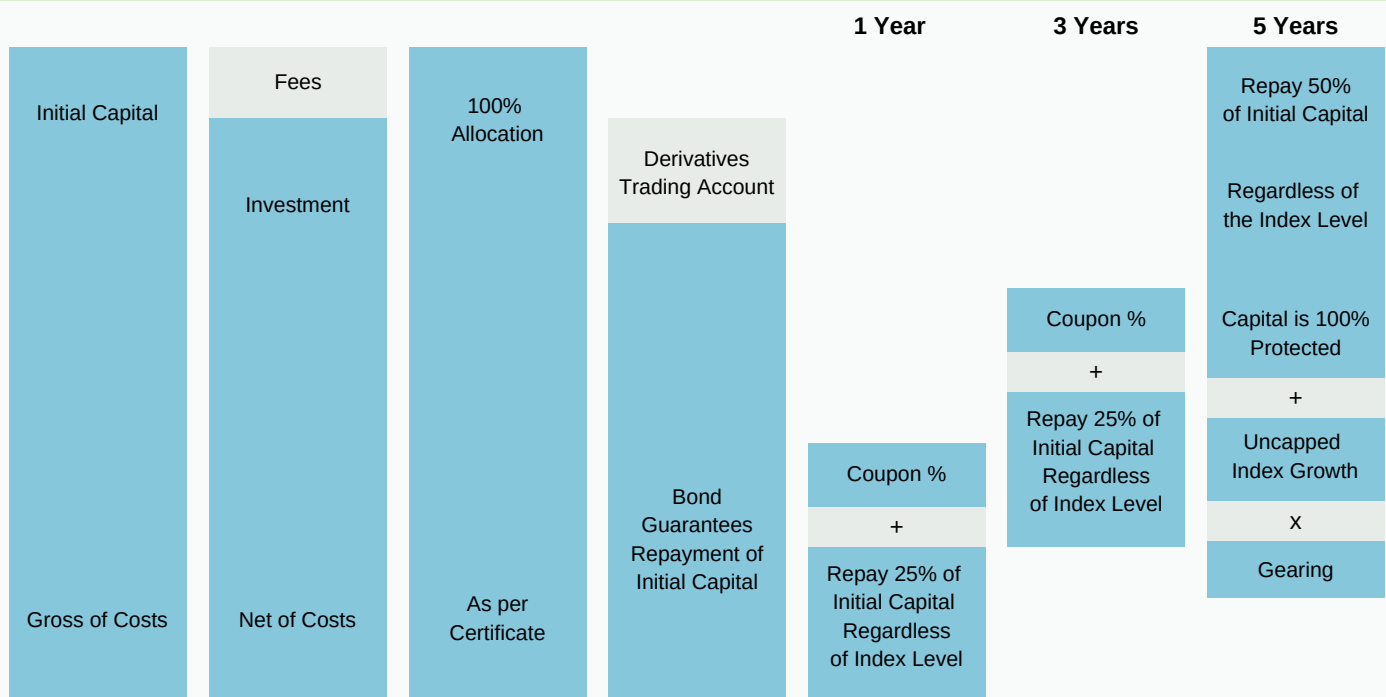 1 Year
3 Years
5 Years
Initial Capital
Gross of Costs
Fees
Investment
Net of Costs
100%
Allocation
As per
Certificate
Derivatives
Trading Account
Bond
Guarantees
Repayment of
Initial Capital
Coupon %
+
Repay 25% of
Initial Capital
Regardless
of Index Level
Coupon %
+
Repay 25% of
Initial Capital
Regardless
of Index Level
Repay 50%
of Initial Capital
Regardless of
the Index Level
Capital is 100%
Protected
+
Uncapped
Index Growth
x
Gearing